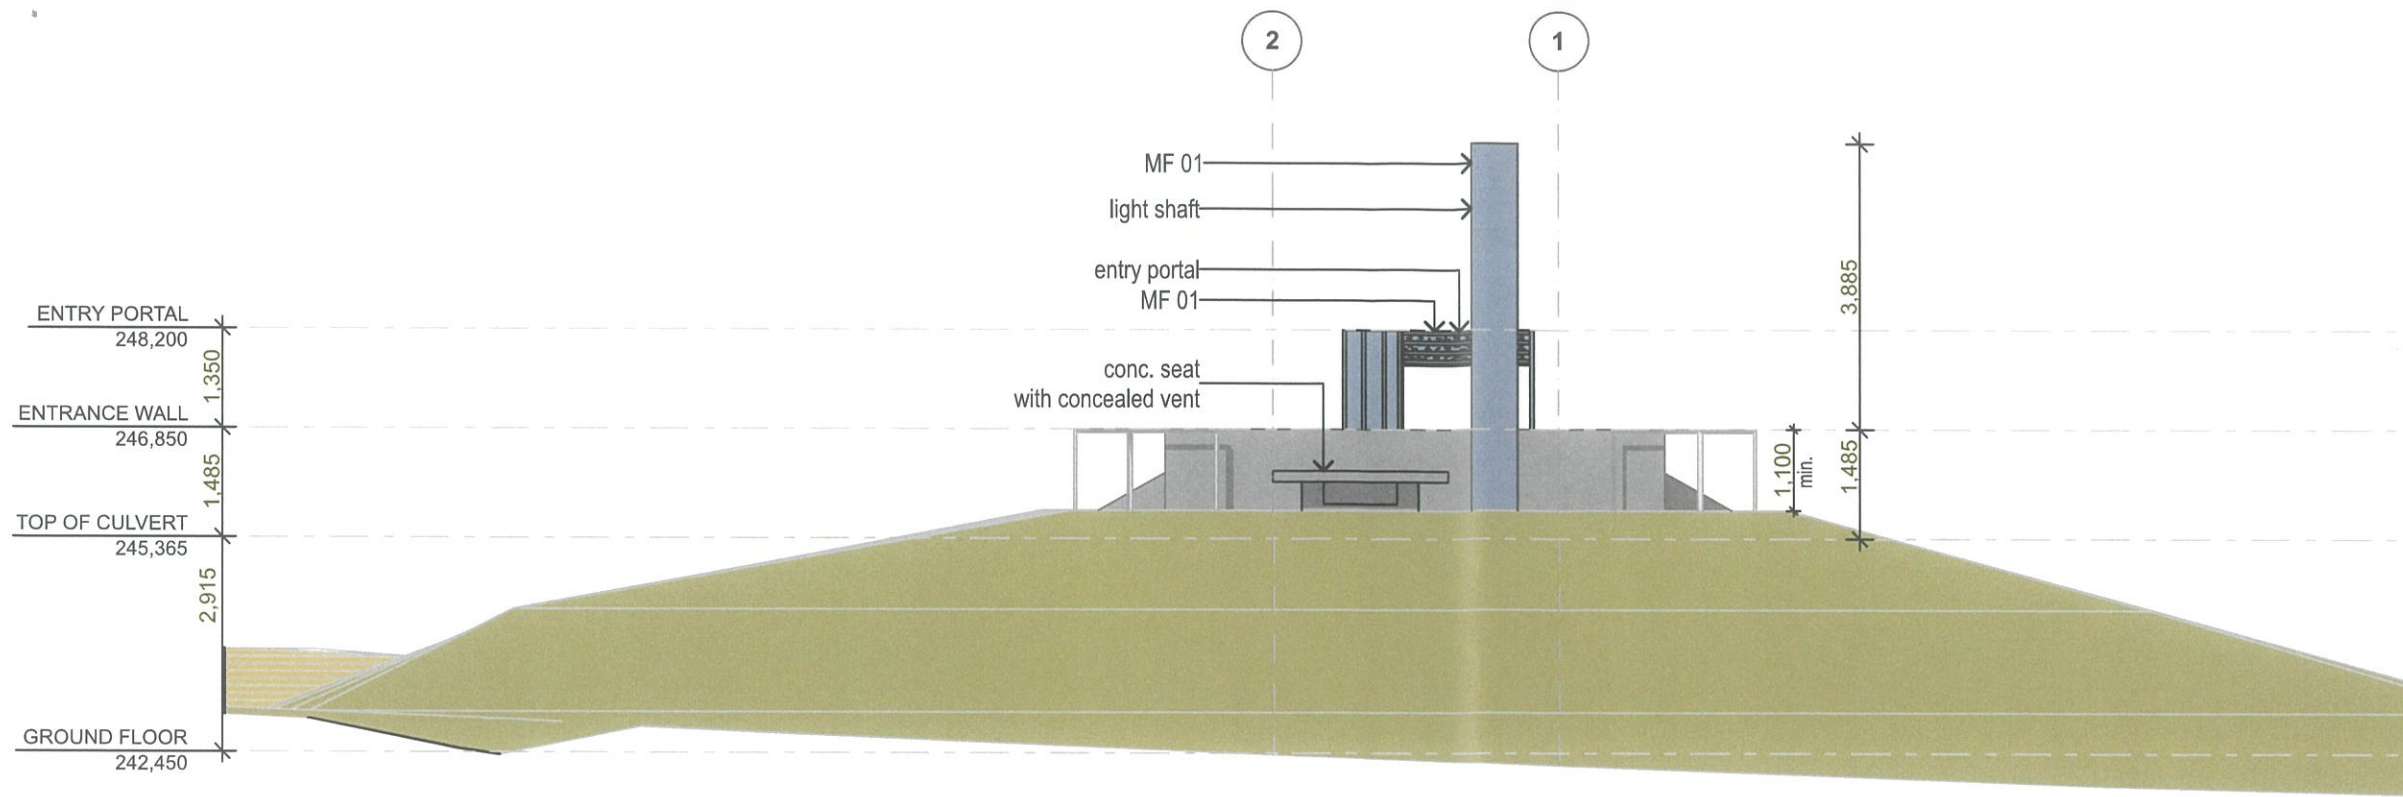 2
1
MF 01
light shaft
entry portal
MF 01
conc. seat
with concealed vent
ENTRY PORTAL
248,200
1,350
ENTRANCE WALL
246,850
1,485
TOP OF CULVERT
245,365
2,915
GROUND FLOOR
242,450
3,885
1,100
min.
1,485